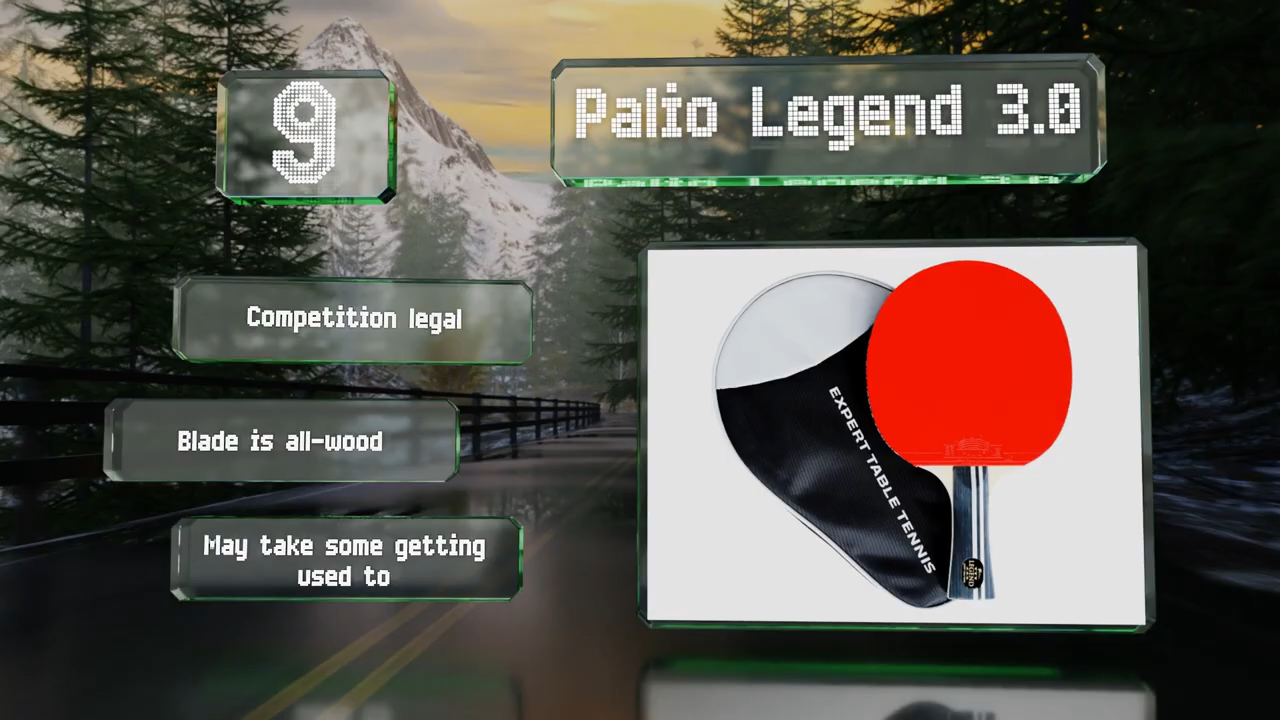 9
Palio Legend 3.0
Competition legal
Blade is all-wood
May take some getting
used to
EXPERT TABLE TENNIS
LEGEND